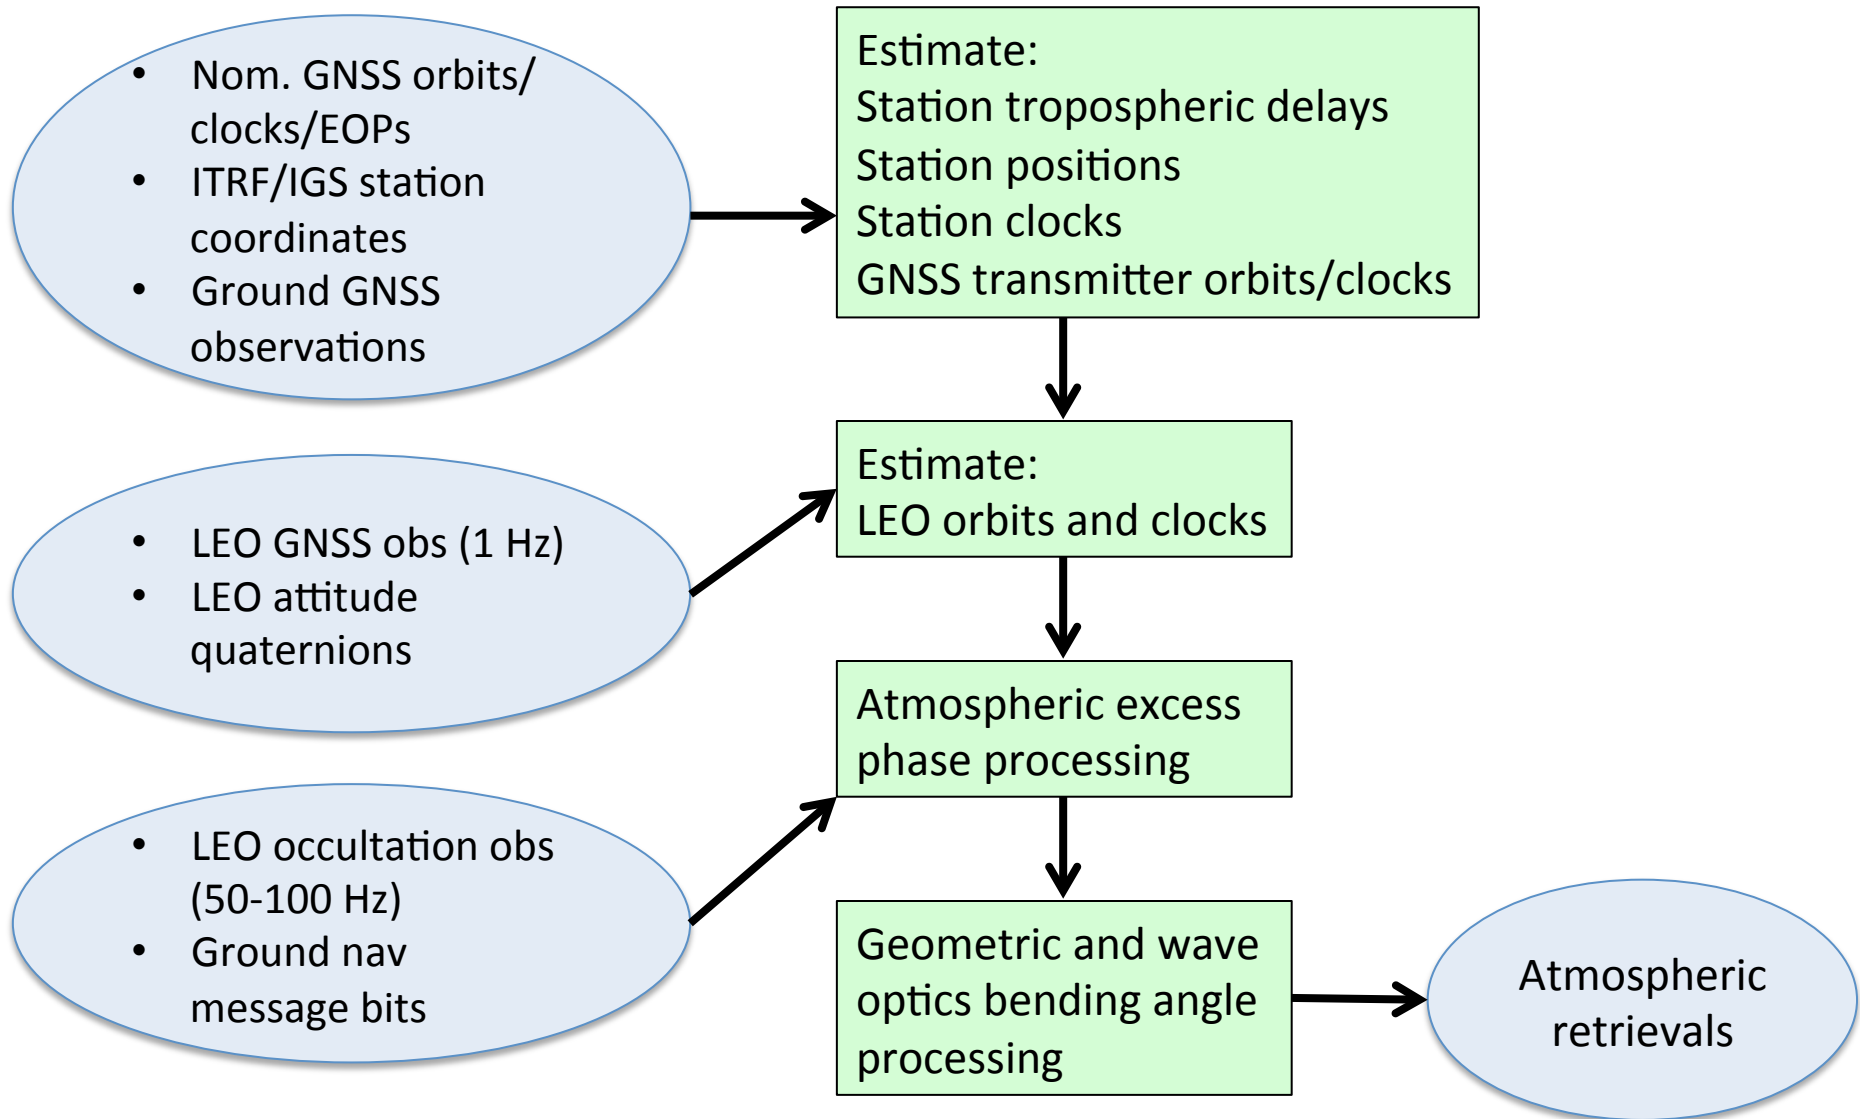 • Nom. GNSS orbits/
clocks/EOPs
• ITRF/IGS station
coordinates
• Ground GNSS
observations
Estimate:
Station tropospheric delays
Station positions
Station clocks
GNSS transmitter orbits/clocks
• LEO GNSS obs (1 Hz)
• LEO attitude
quaternions
Estimate:
LEO orbits and clocks
• LEO occultation obs
(50-100 Hz)
• Ground nav
message bits
Atmospheric excess
phase processing
Geometric and wave
optics bending angle
processing
Atmospheric
retrievals